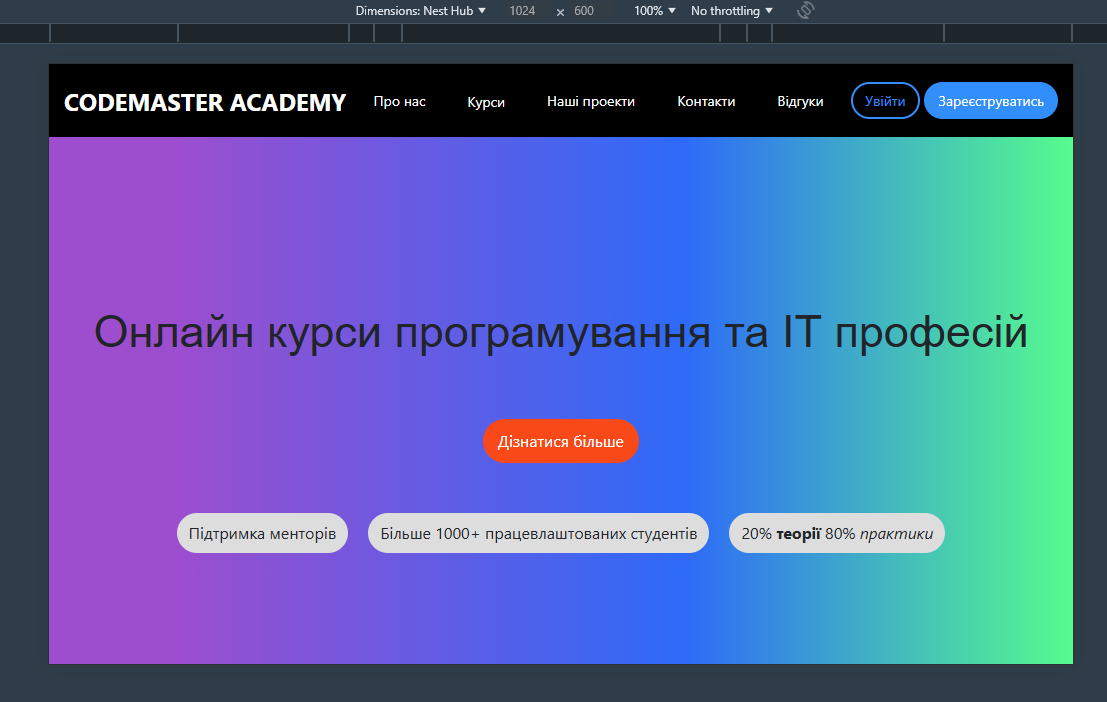 Dimensions: Nest Hub 1024 × 600 100% No throttling
CODEMASTER ACADEMY Про нас Курси Наші проекти Контакти Відгуки Увійти Зареєструватись
Онлайн курси програмування та IT професій
Дізнатися більше
Підтримка менторів Більше 1000+ працевлаштованих студентів 20% теорії 80% практики